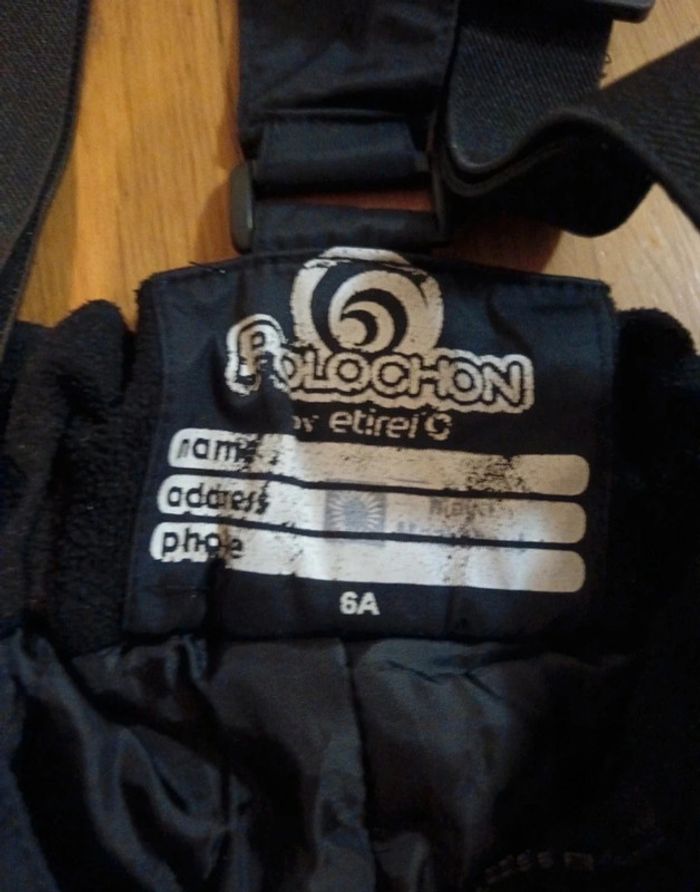 POLOCHON
by etirel
name
address
phone
6A